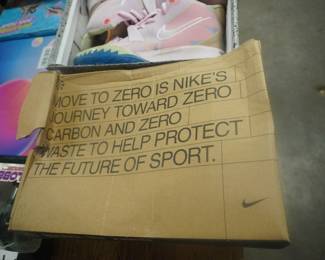 MOVE TO ZERO IS NIKE'S
JOURNEY TOWARD ZERO
CARBON AND ZERO
WASTE TO HELP PROTECT
THE FUTURE OF SPORT.